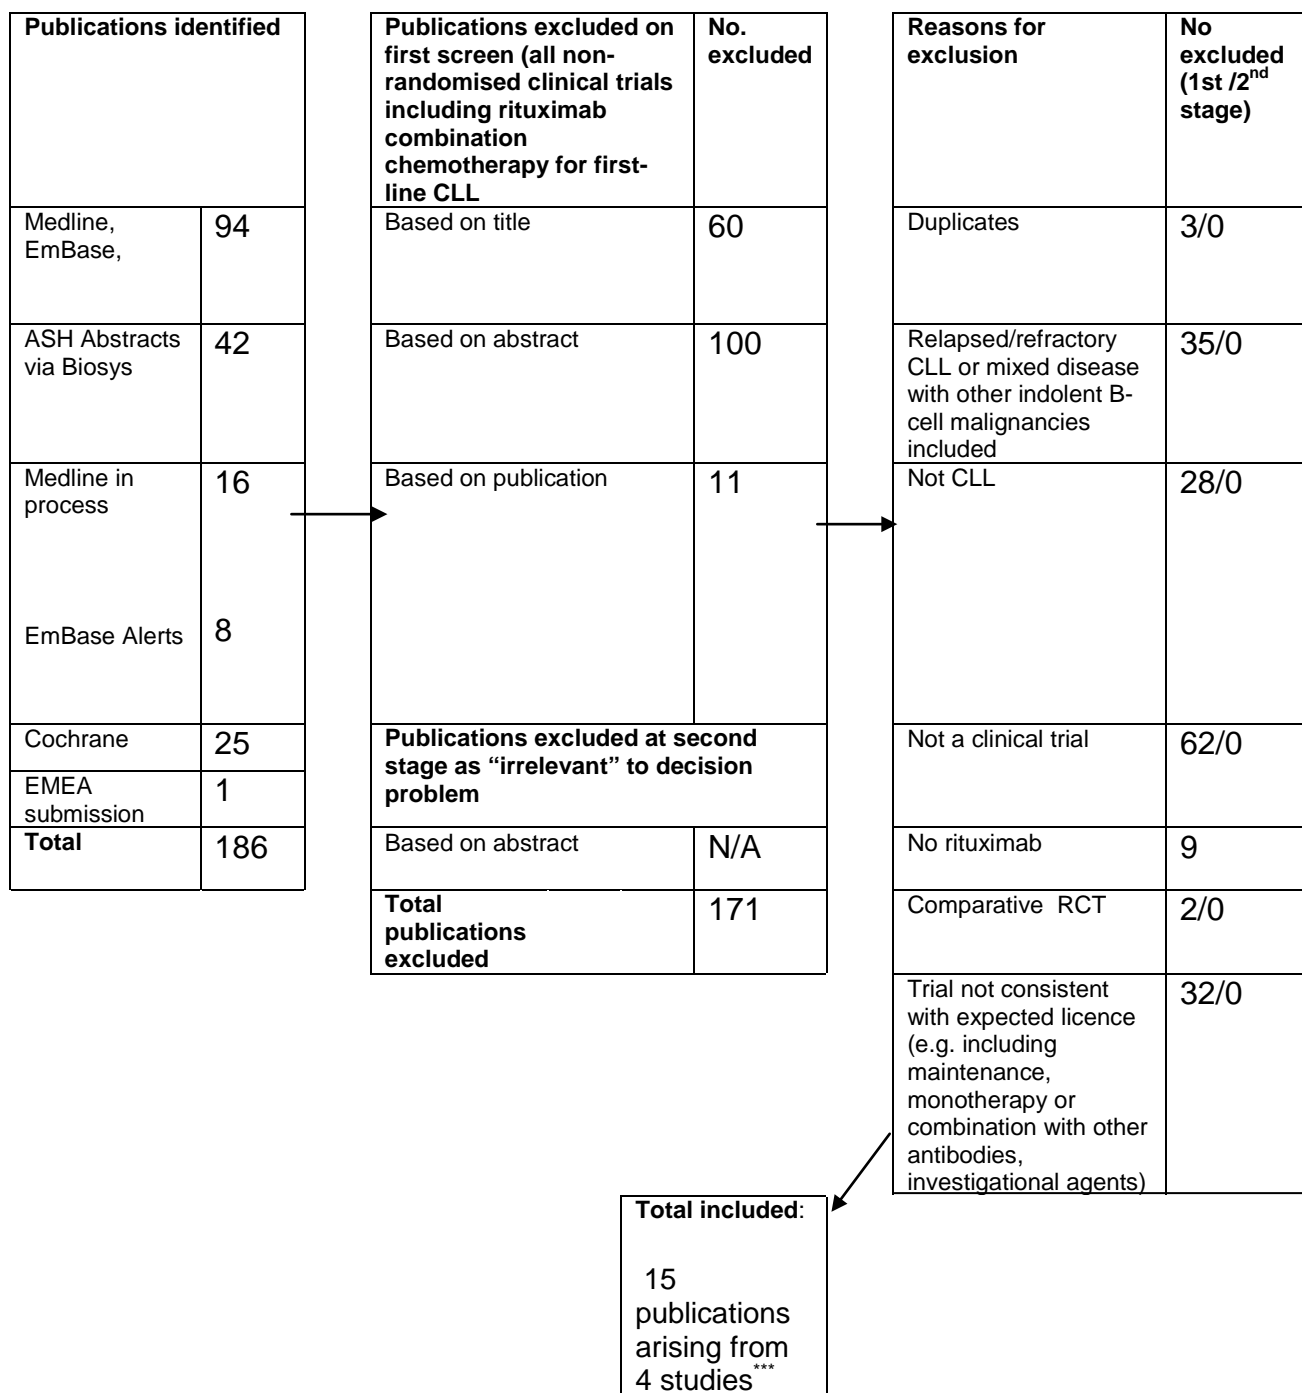 Publications identified
Medline,
EmBase,
94
ASH Abstracts
via Biosys
42
Medline in
process
16
EmBase Alerts
8
Cochrane
25
EMEA
submission
1
Total
186
Publications excluded on
first screen (all non-
randomised clinical trials
including rituximab
combination
chemotherapy for first-
line CLL
No.
excluded
Based on title
60
Based on abstract
100
Based on publication
11
Publications excluded at second
stage as “irrelevant” to decision
problem
Based on abstract
N/A
Total
publications
excluded
171
Reasons for
exclusion
No
excluded
(1st /2nd
stage)
Duplicates
3/0
Relapsed/refractory
CLL or mixed disease
with other indolent B-
cell malignancies
included
35/0
Not CLL
28/0
Not a clinical trial
62/0
No rituximab
9
Comparative RCT
2/0
Trial not consistent
with expected licence
(e.g. including
maintenance,
monotherapy or
combination with other
antibodies,
investigational agents)
32/0
Total included:
15
publications
arising from
4 studies***